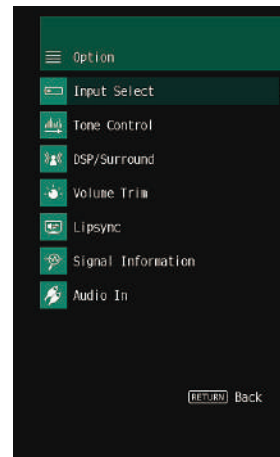 Option
Input Select
Tone Control
DSP/Surround
Volume Trim
Lipsync
Signal Information
Audio In
RETURN Back